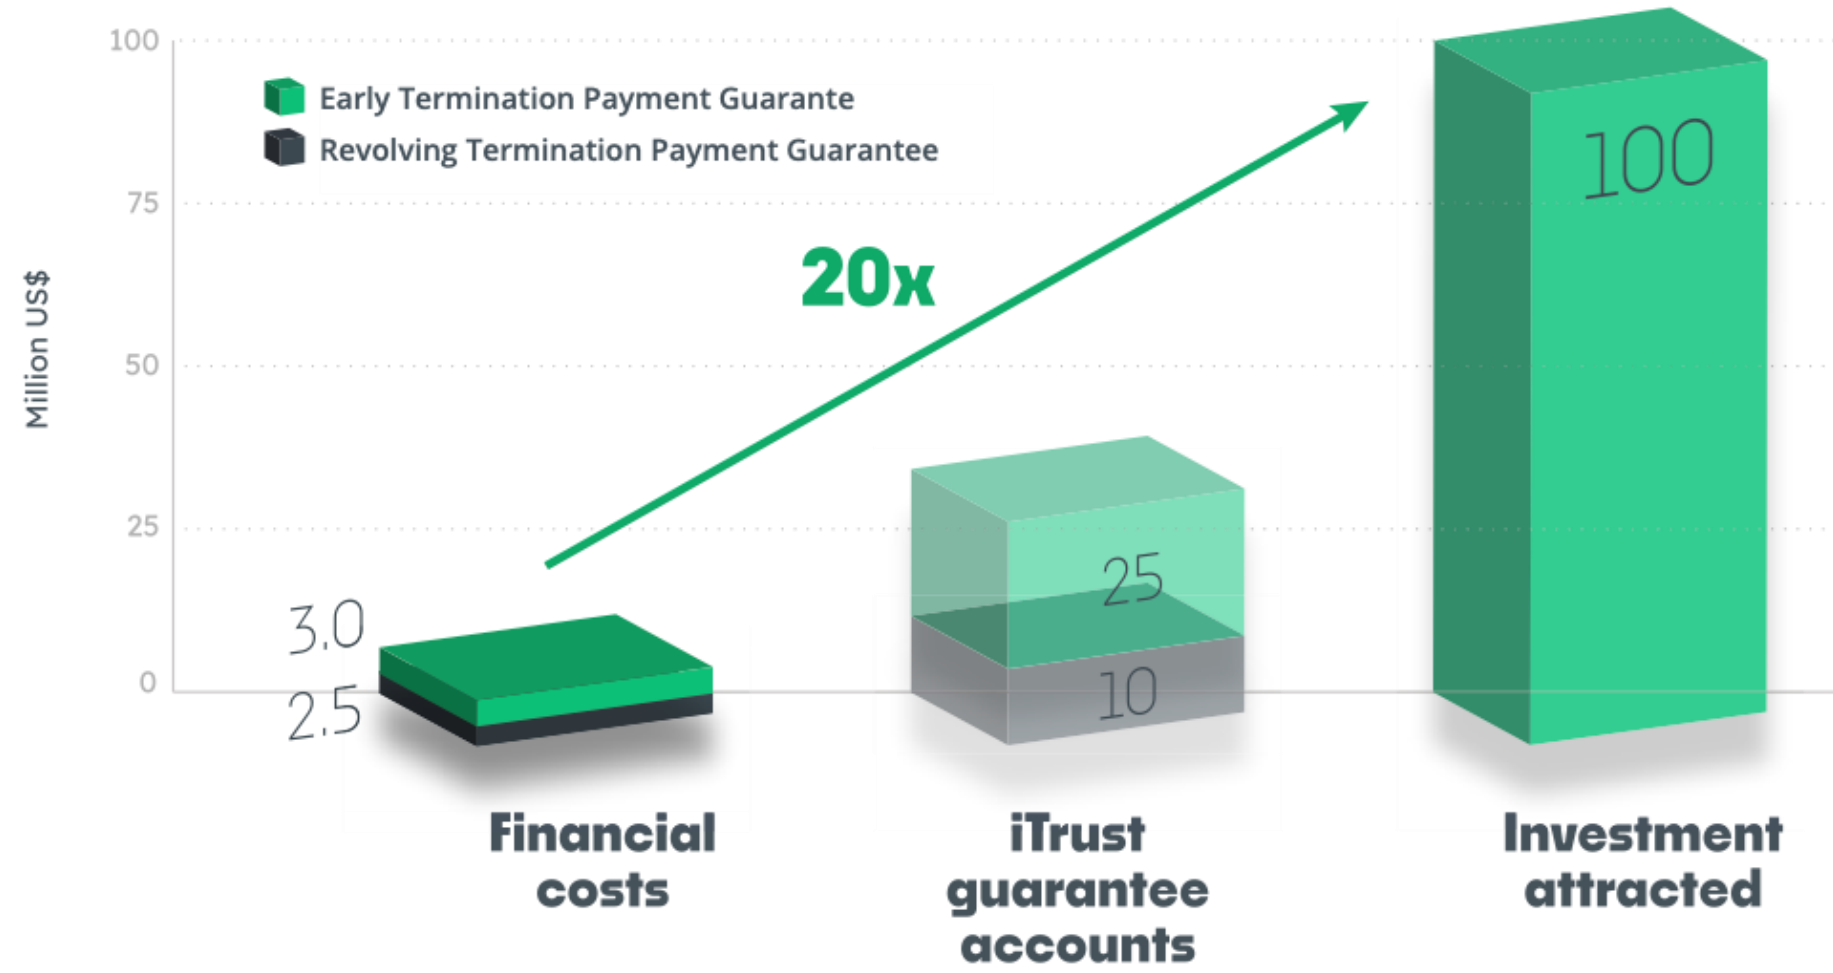 Million US$
100
75
50
25
0
Early Termination Payment Guarante
Revolving Termination Payment Guarantee
20x
3.0
2.5
25
10
100
Financial
costs
iTrust
guarantee
accounts
Investment
attracted